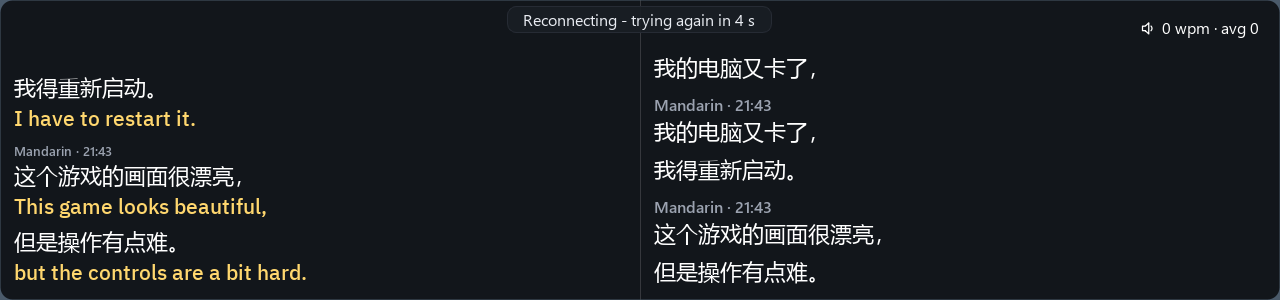 Reconnecting - trying again in 4 s
0 wpm · avg 0
我得重新启动。
I have to restart it.
Mandarin · 21:43
这个游戏的画面很漂亮，
This game looks beautiful,
但是操作有点难。
but the controls are a bit hard.
我的电脑又卡了，
Mandarin · 21:43
我的电脑又卡了，
我得重新启动。
Mandarin · 21:43
这个游戏的画面很漂亮，
但是操作有点难。